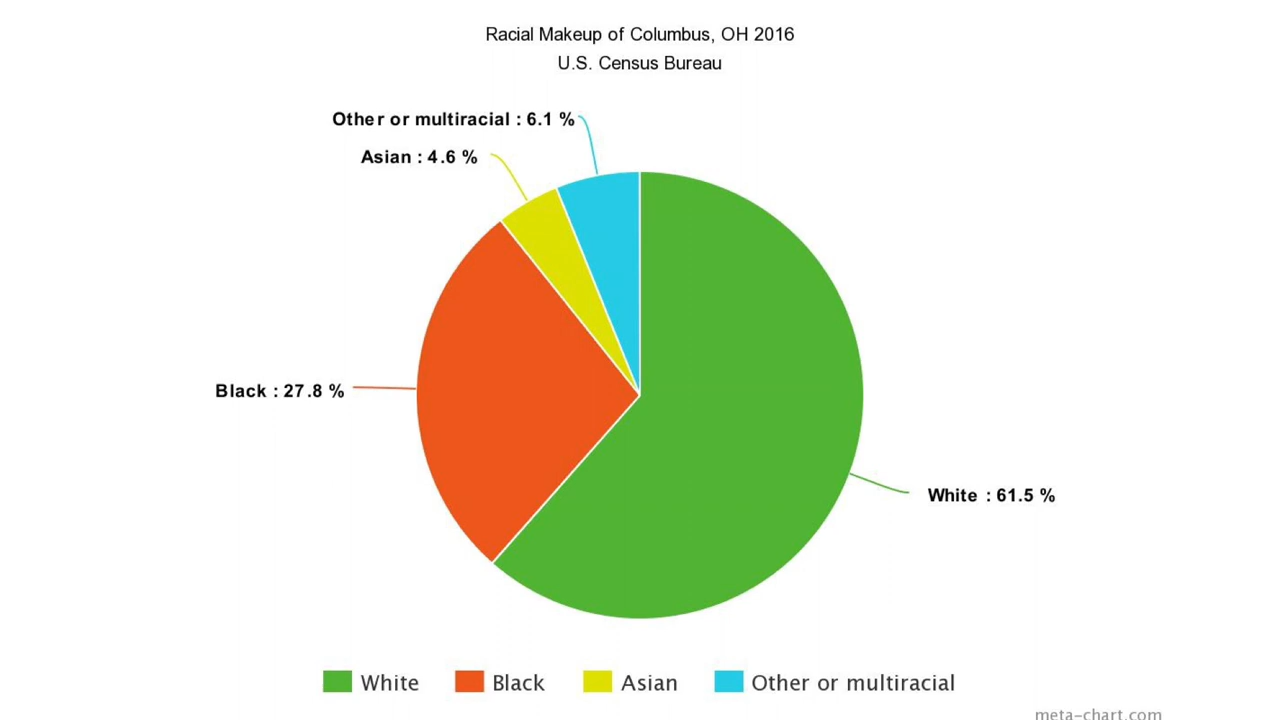 Racial Makeup of Columbus, OH 2016
U.S. Census Bureau
Other or multiracial : 6.1 %
Asian : 4.6 %
Black : 27.8 %
White : 61.5 %
White Black Asian Other or multiracial
meta-chart.com